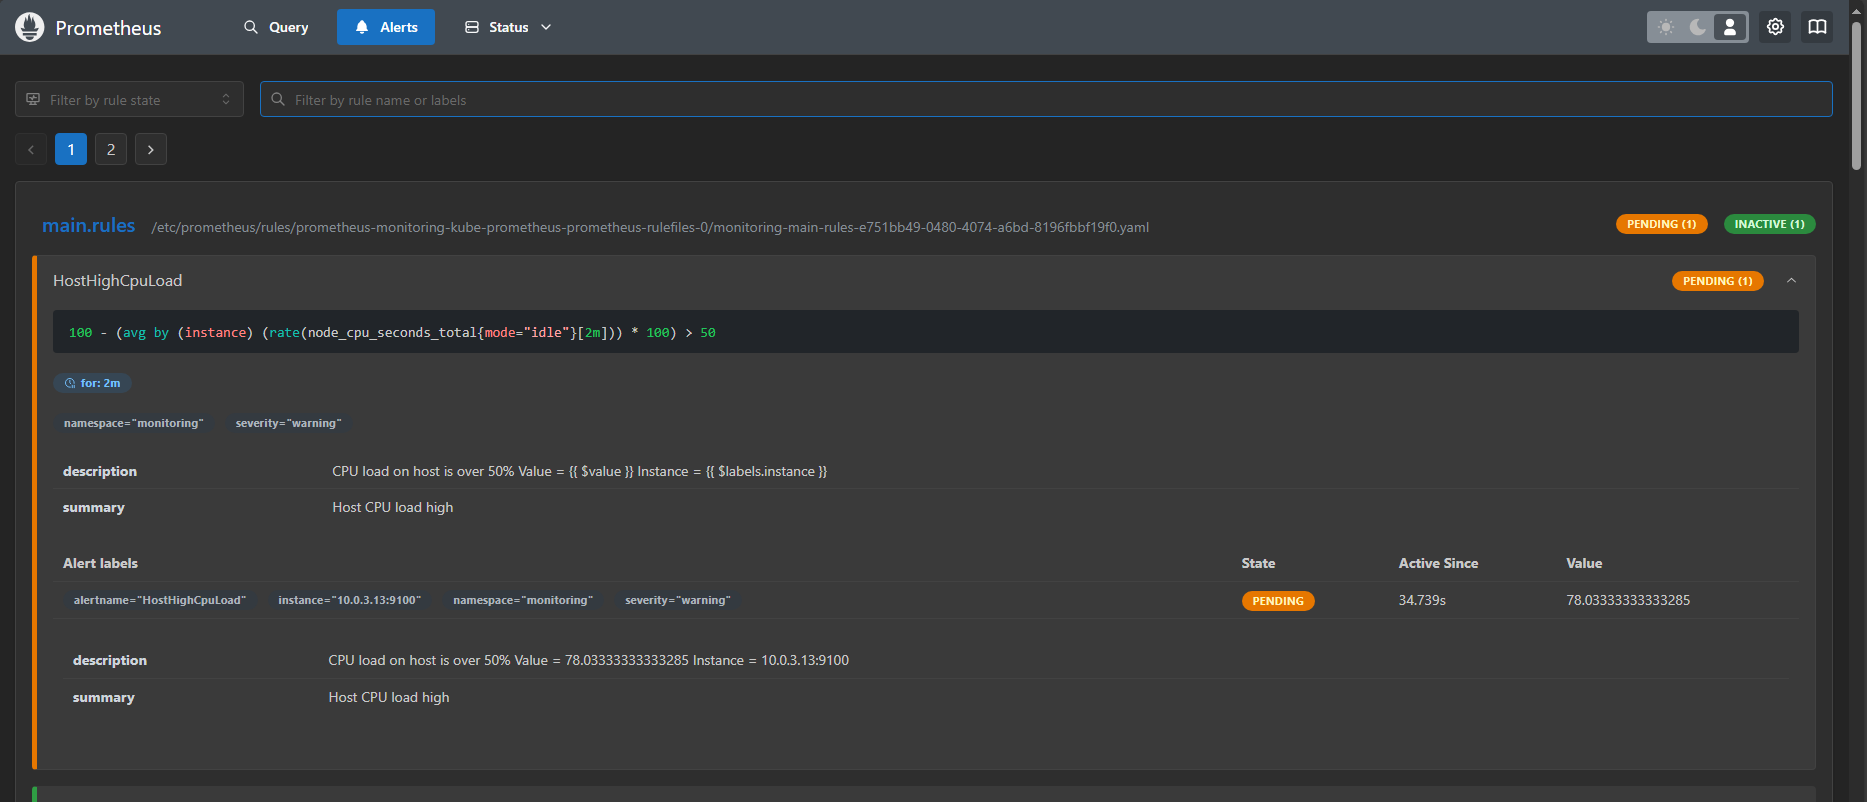 Prometheus Query Alerts Status
Filter by rule state Filter by rule name or labels
1 2
main.rules /etc/prometheus/rules/prometheus-monitoring-kube-prometheus-prometheus-rulefiles-0/monitoring-main-rules-e751bb49-0480-4074-a6bd-8196fbbf19f0.yaml PENDING (1) INACTIVE (1)
HostHighCpuLoad PENDING (1)
100 - (avg by (instance) (rate(node_cpu_seconds_total{mode="idle"}[2m])) * 100) > 50
for: 2m
namespace="monitoring" severity="warning"
description CPU load on host is over 50% Value = {{ $value }} Instance = {{ $labels.instance }}
summary Host CPU load high
Alert labels State Active Since Value
alertname="HostHighCpuLoad" instance="10.0.3.13:9100" namespace="monitoring" severity="warning" PENDING 34.739s 78.03333333333285
description CPU load on host is over 50% Value = 78.03333333333285 Instance = 10.0.3.13:9100
summary Host CPU load high